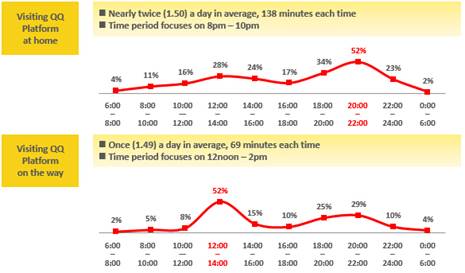 Visiting QQ
Platform
at home
Nearly twice (1.50) a day in average, 138 minutes each time
Time period focuses on 8pm – 10pm
4% 11% 16% 28% 24% 17% 34% 52% 23% 2%
6:00 8:00 10:00 12:00 14:00 16:00 18:00 20:00 22:00 0:00
– – — – – – – – – –
8:00 10:00 12:00 14:00 16:00 18:00 20:00 22:00 24:00 6:00
Visiting QQ
Platform
on the way
Once (1.49) a day in average, 69 minutes each time
Time period focuses on 12noon – 2pm
2% 5% 8% 52% 15% 10% 25% 29% 10% 4%
6:00 8:00 10:00 12:00 14:00 16:00 18:00 20:00 22:00 0:00
– – — – – – – – – –
8:00 10:00 12:00 14:00 16:00 18:00 20:00 22:00 24:00 6:00